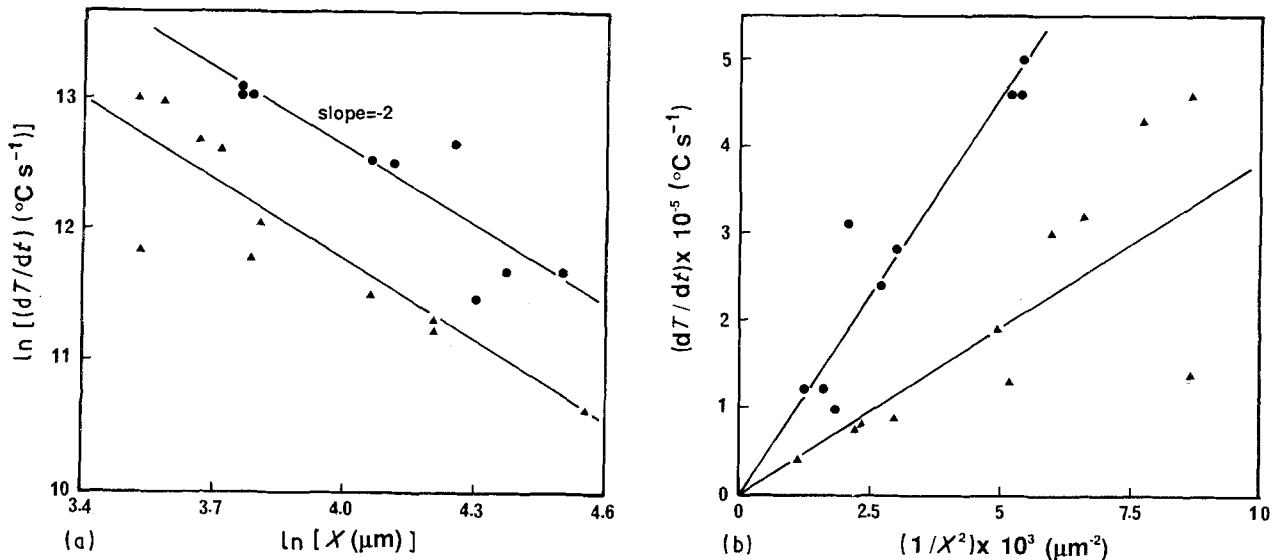 ln [(dT/dt) (°C s⁻¹)]
13
12
11
10
slope=-2
3.4
3.7
4.0
4.3
4.6
(a)
ln [X (μm)]
(dT/dt)x 10⁻⁵ (°C s⁻¹)
5
4
3
2
1
0
0
2.5
5
7.5
10
(b)
(1/X²)x 10³ (μm⁻²)